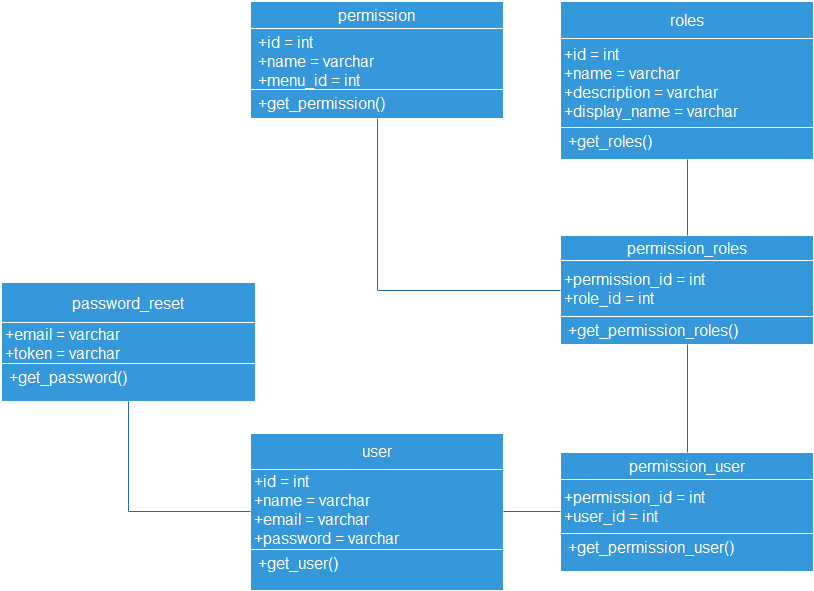 permission
+id = int
+name = varchar
+menu_id = int
+get_permission()
roles
+id = int
+name = varchar
+description = varchar
+display_name = varchar
+get_roles()
permission_roles
+permission_id = int
+role_id = int
+get_permission_roles()
password_reset
+email = varchar
+token = varchar
+get_password()
user
+id = int
+name = varchar
+email = varchar
+password = varchar
+get_user()
permission_user
+permission_id = int
+user_id = int
+get_permission_user()